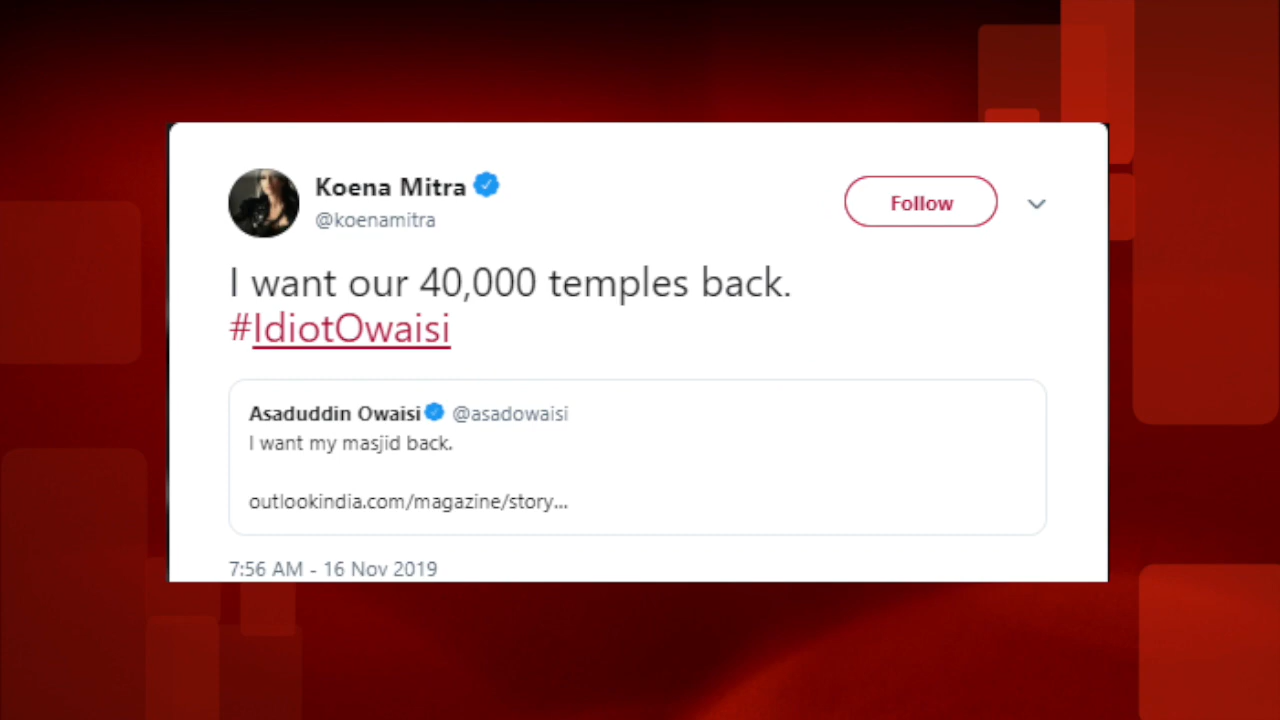 Koena Mitra
@koenamitra
Follow
I want our 40,000 temples back.
#IdiotOwaisi
Asaduddin Owaisi @asadowaisi
I want my masjid back.
outlookindia.com/magazine/story...
7:56 AM - 16 Nov 2019